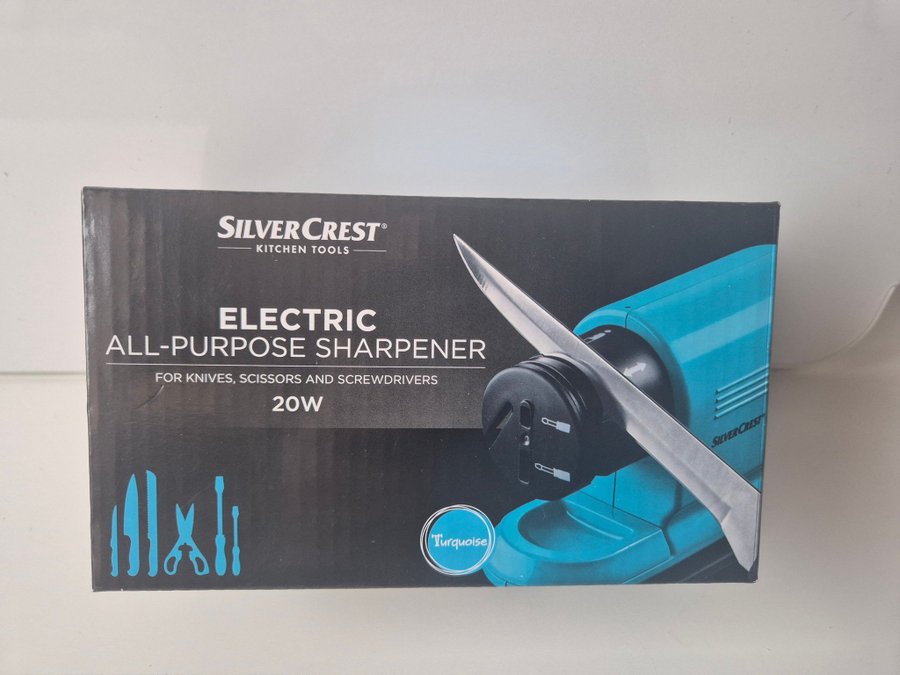 SILVERCREST®
KITCHEN TOOLS
ELECTRIC
ALL-PURPOSE SHARPENER
FOR KNIVES, SCISSORS AND SCREWDRIVERS
20W
SILVERCREST
Turquoise